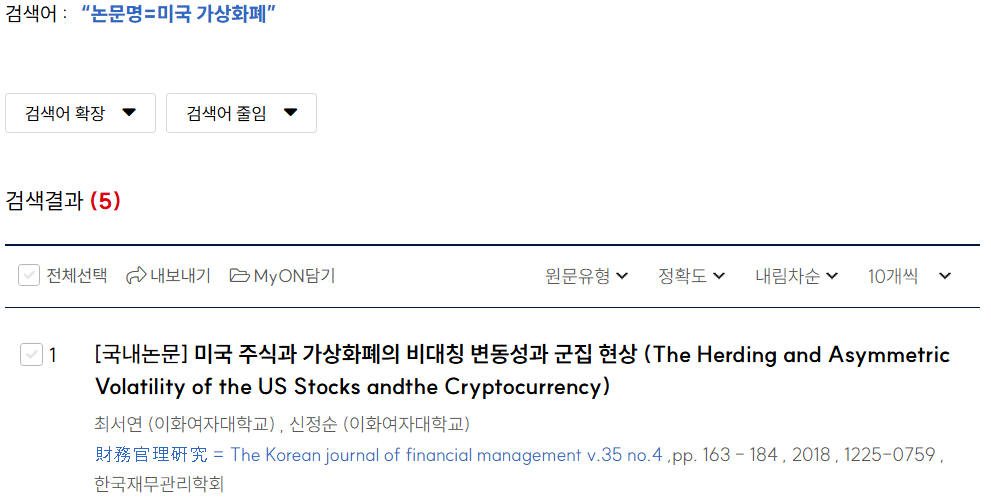 검색어 : “논문명=미국 가상화폐”
검색어 확장 검색어 줄임
검색결과 (5)
전체선택 내보내기 MyON담기 원문유형 정확도 내림차순 10개씩
1 [국내논문] 미국 주식과 가상화폐의 비대칭 변동성과 군집 현상 (The Herding and Asymmetric
Volatility of the US Stocks andthe Cryptocurrency)
최서연 (이화여자대학교) , 신정순 (이화여자대학교)
財務官理硏究 = The Korean journal of financial management v.35 no.4 ,pp. 163 - 184 , 2018 , 1225-0759 ,
한국재무관리학회